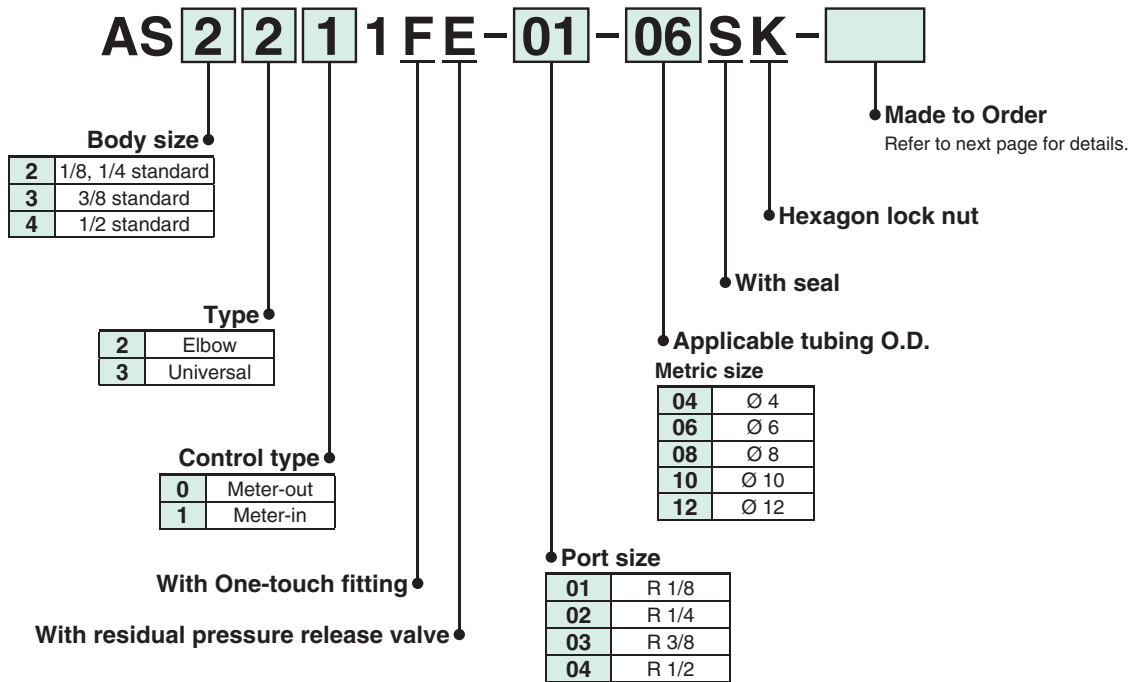 AS 2 2 1 1 F E - 01 - 06 S K -
Made to Order
Refer to next page for details.
Body size
2 1/8, 1/4 standard
3 3/8 standard
4 1/2 standard
Hexagon lock nut
With seal
Type
2 Elbow
3 Universal
Applicable tubing O.D.
Metric size
04 Ø 4
06 Ø 6
08 Ø 8
10 Ø 10
12 Ø 12
Control type
0 Meter-out
1 Meter-in
Port size
01 R 1/8
02 R 1/4
03 R 3/8
04 R 1/2
With One-touch fitting
With residual pressure release valve